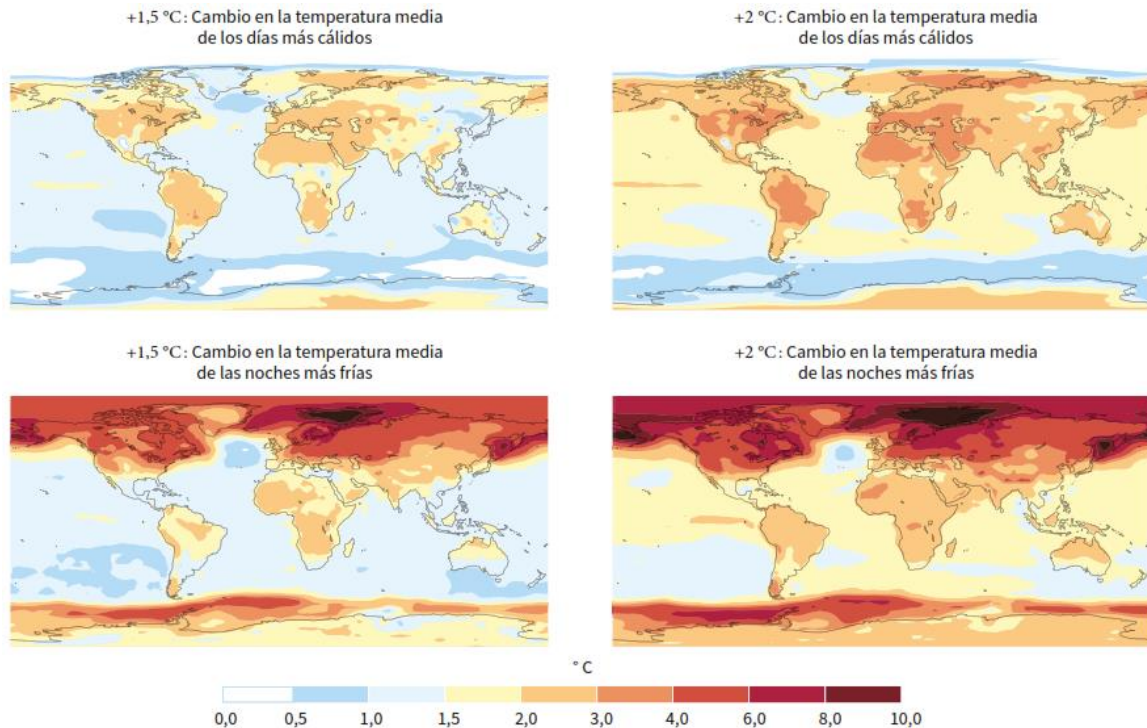 +1,5 °C: Cambio en la temperatura media
de los días más cálidos
+2 °C: Cambio en la temperatura media
de los días más cálidos
+1,5 °C: Cambio en la temperatura media
de las noches más frías
+2 °C: Cambio en la temperatura media
de las noches más frías
° C
0,0 0,5 1,0 1,5 2,0 3,0 4,0 6,0 8,0 10,0